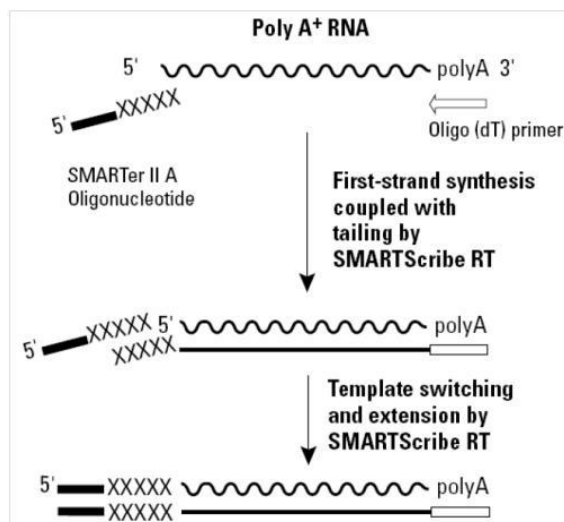 Poly A+ RNA
5' polyA 3'
5' XXXXX
Oligo (dT) primer
SMARTer II A
Oligonucleotide
First-strand synthesis
coupled with
tailing by
SMARTScribe RT
5' XXXXX 5' polyA
XXXXX
Template switching
and extension by
SMARTScribe RT
5' XXXXX polyA
XXXXX